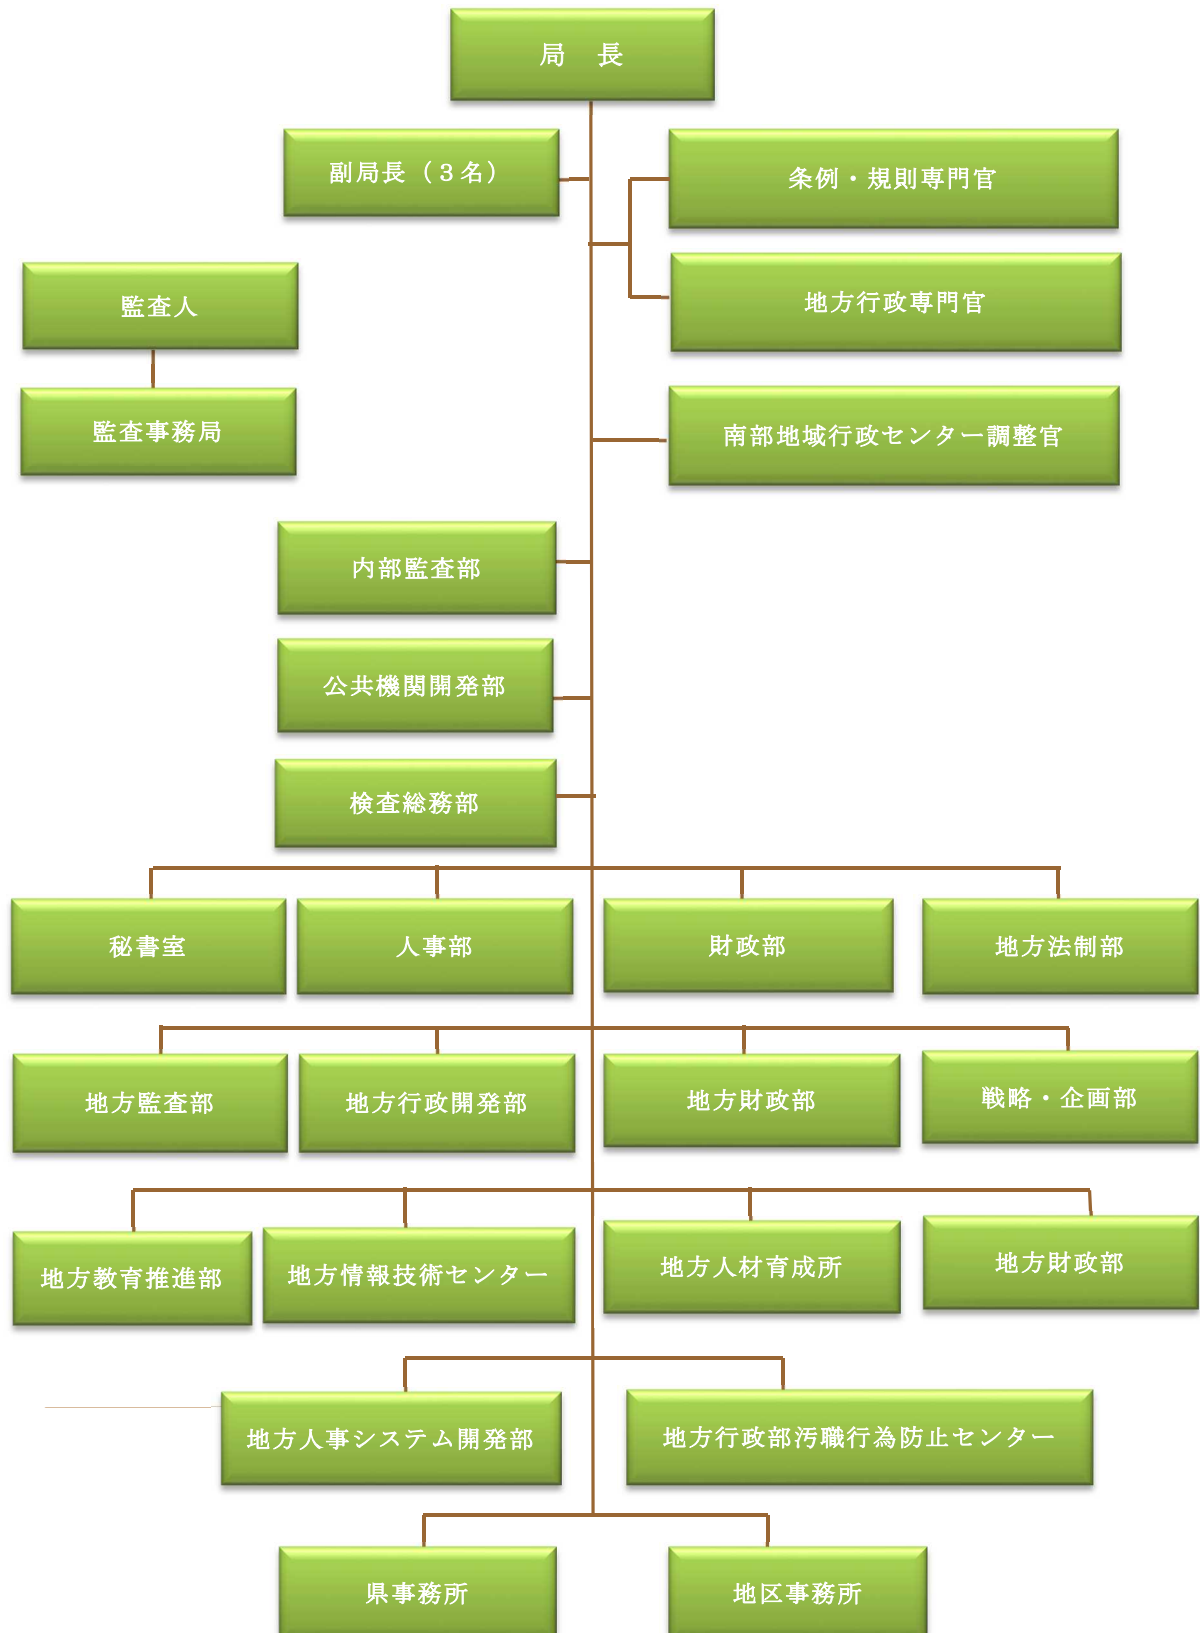 局　長
副局長（３名）
条例・規則専門官
地方行政専門官
監査人
監査事務局
南部地域行政センター調整官
内部監査部
公共機関開発部
検査総務部
秘書室
人事部
財政部
地方法制部
地方監査部
地方行政開発部
地方財政部
戦略・企画部
地方教育推進部
地方情報技術センター
地方人材育成所
地方財政部
地方人事システム開発部
地方行政部汚職行為防止センター
県事務所
地区事務所